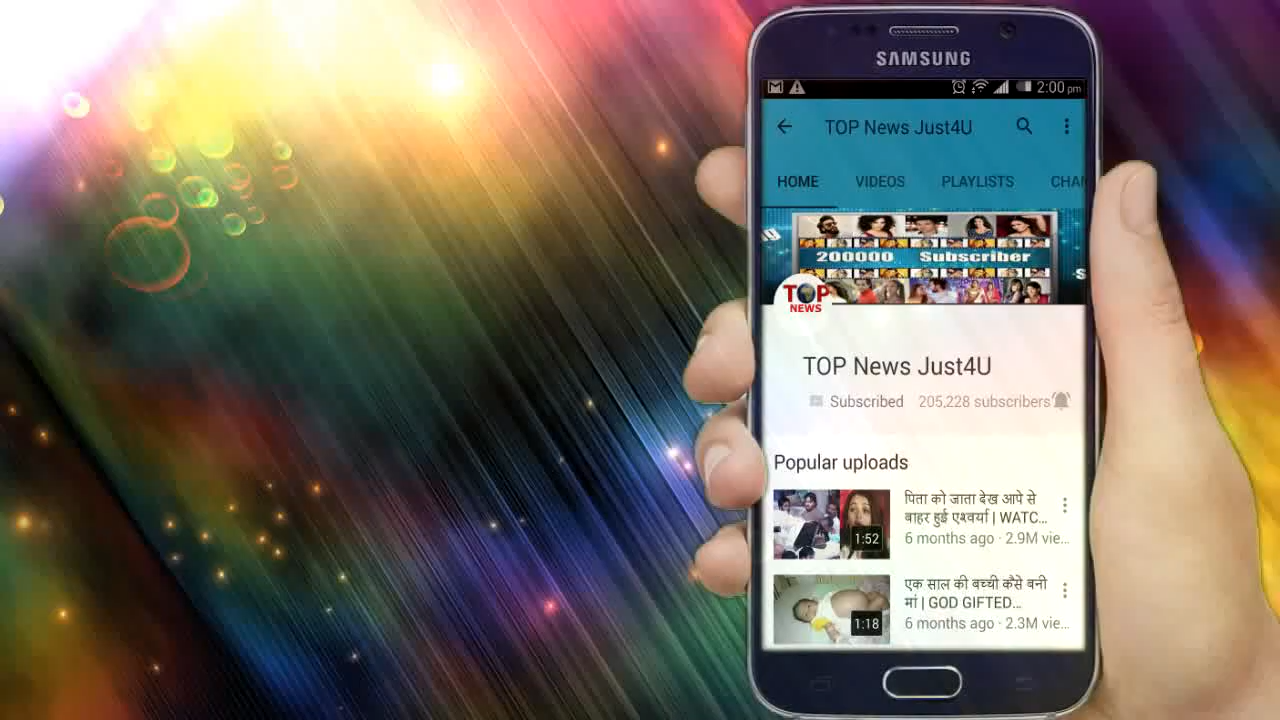 SAMSUNG
2:00 pm
TOP News Just4U
HOME VIDEOS PLAYLISTS CHAN
200000 Subscriber
TOP
NEWS
TOP News Just4U
Subscribed 205,228 subscribers
Popular uploads
पिता को जाता देख आपे से
बाहर हुई एश्वर्या | WATC...
1:52
6 months ago · 2.9M vie...
एक साल की बच्ची कैसे बनी
मां | GOD GIFTED...
1:18
6 months ago · 2.3M vie...